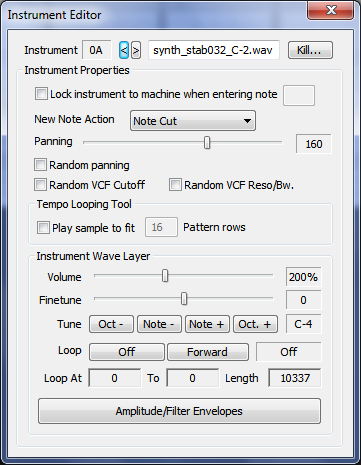 Instrument Editor
Instrument 0A < > synth_stab032_C-2.wav Kill...
Instrument Properties
Lock instrument to machine when entering note
New Note Action Note Cut
Panning 160
Random panning
Random VCF Cutoff Random VCF Reso/Bw.
Tempo Looping Tool
Play sample to fit 16 Pattern rows
Instrument Wave Layer
Volume 200%
Finetune 0
Tune Oct - Note - Note + Oct. + C-4
Loop Off Forward Off
Loop At 0 To 0 Length 10337
Amplitude/Filter Envelopes